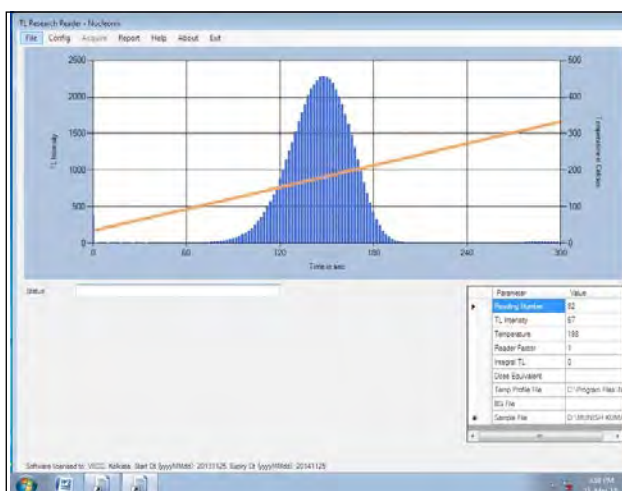 TL Research Reader - Nucleonix
File Config Acquire Report Help About Exit
2500
2000
1500
1000
500
0
TL Intensity
500
400
300
200
100
0
Temperature in Celcius
0 60 120 180 240 300
Time in sec
Status
Parameter Value
Reading Number
TL Intensity 67
Temperature
Reader Factor 1
Integral TL 0
Dose Equivalent
Temp Profile File C:\Program Files
BG File
Sample File
Software licensed to: VECC, Kolkata. Start Dt (yyyyMMdd): 20131125, Expiry Dt (yyyyMMdd): 20141125